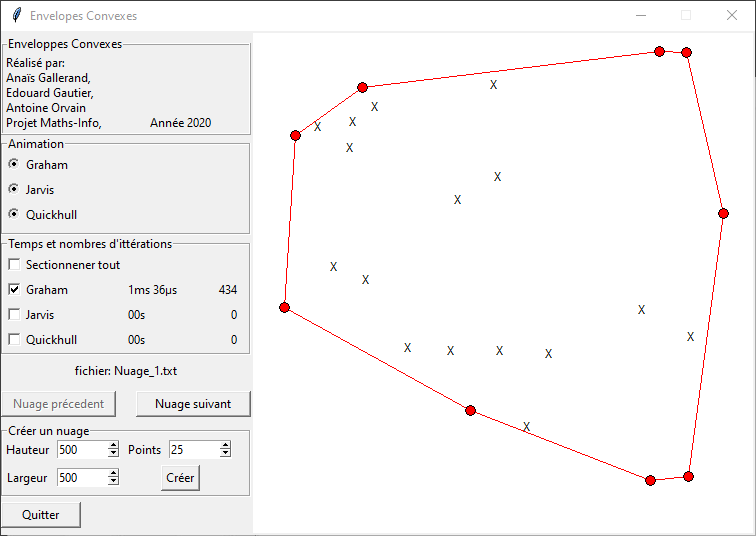 Envelopes Convexes
Enveloppes Convexes
Réalisé par:
Anaïs Gallerand,
Edouard Gautier,
Antoine Orvain
Projet Maths-Info, Année 2020
Animation
Graham
Jarvis
Quickhull
Temps et nombres d'ittérations
Sectionnener tout
Graham 1ms 36µs 434
Jarvis 00s 0
Quickhull 00s 0
fichier: Nuage_1.txt
Nuage précedent Nuage suivant
Créer un nuage
Hauteur 500 Points 25
Largeur 500 Créer
Quitter